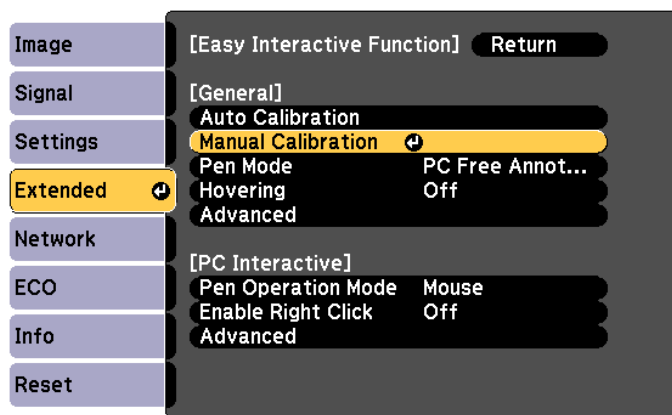 Image
Signal
Settings
Extended
Network
ECO
Info
Reset
[Easy Interactive Function] Return
[General]
Auto Calibration
Manual Calibration
Pen Mode PC Free Annot...
Hovering Off
Advanced
[PC Interactive]
Pen Operation Mode Mouse
Enable Right Click Off
Advanced